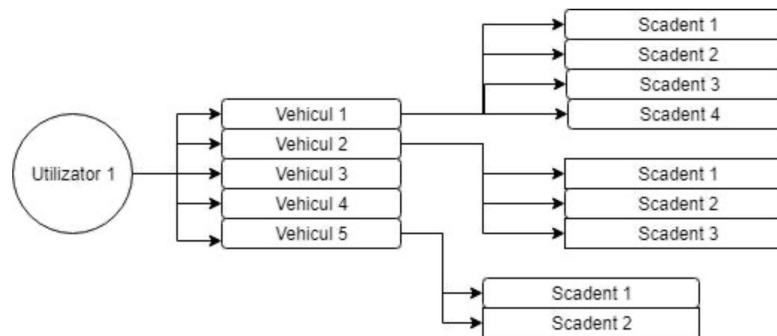 Utilizator 1
Vehicul 1
Vehicul 2
Vehicul 3
Vehicul 4
Vehicul 5
Scadent 1
Scadent 2
Scadent 3
Scadent 4
Scadent 1
Scadent 2
Scadent 3
Scadent 1
Scadent 2